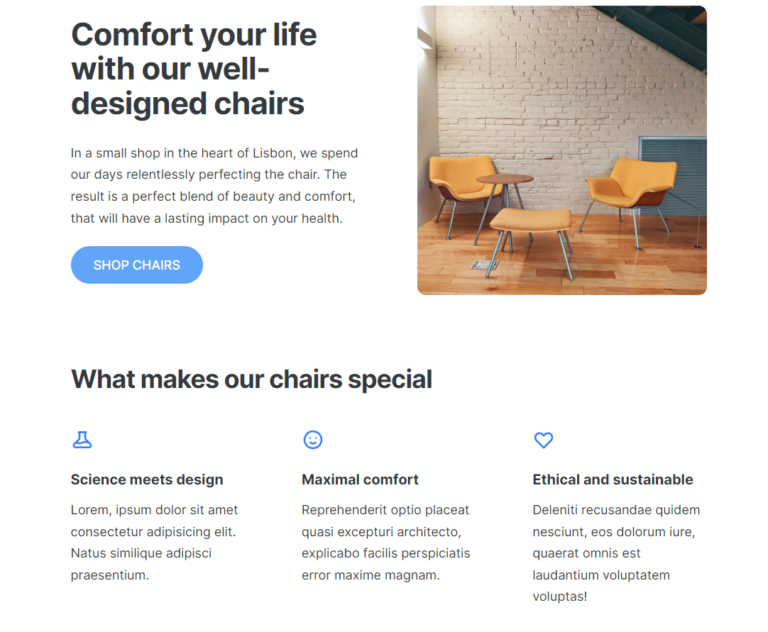 Comfort your life
with our well-
designed chairs
In a small shop in the heart of Lisbon, we spend
our days relentlessly perfecting the chair. The
result is a perfect blend of beauty and comfort,
that will have a lasting impact on your health.
SHOP CHAIRS
What makes our chairs special
Science meets design
Lorem, ipsum dolor sit amet
consectetur adipisicing elit.
Natus similique adipisci
praesentium.
Maximal comfort
Reprehenderit optio placeat
quasi excepturi architecto,
explicabo facilis perspiciatis
error maxime magnam.
Ethical and sustainable
Deleniti recusandae quidem
nesciunt, eos dolorum iure,
quaerat omnis est
laudantium voluptatem
voluptas!